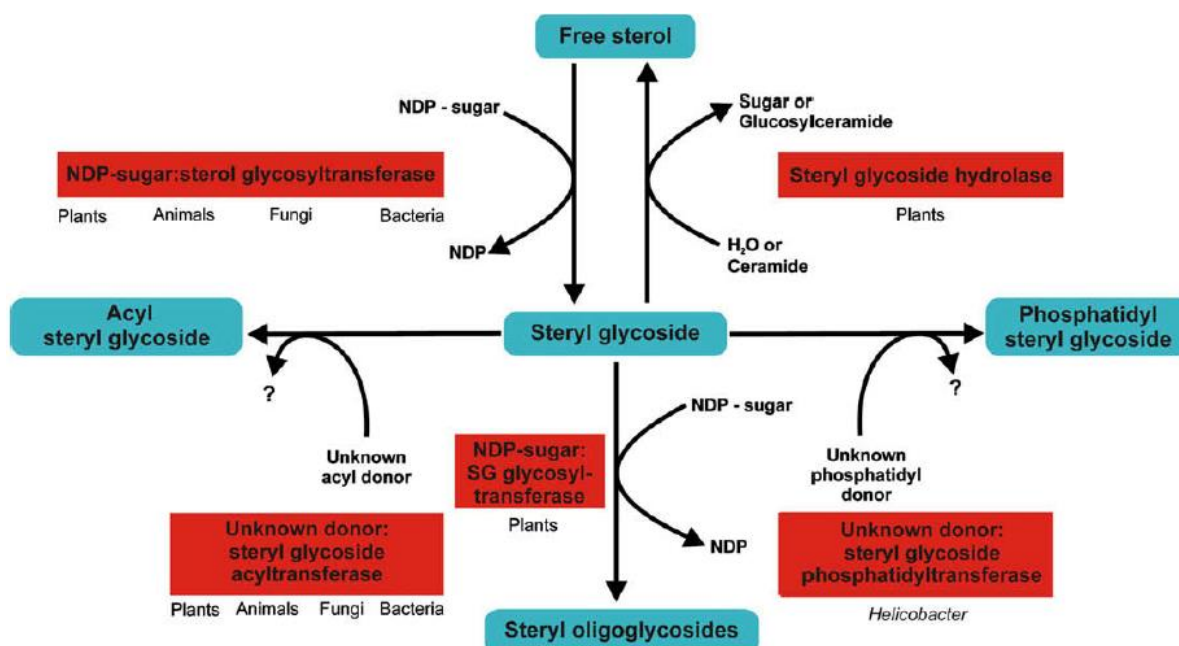 Free sterol
NDP - sugar
Sugar or
Glucosylceramide
NDP-sugar:sterol glycosyltransferase
Plants Animals Fungi Bacteria
Steryl glycoside hydrolase
Plants
NDP
H₂O or
Ceramide
Acyl
steryl glycoside
Steryl glycoside
Phosphatidyl
steryl glycoside
?
?
Unknown
acyl donor
NDP - sugar
NDP-sugar:
SG glycosyl-
transferase
Plants
Unknown
phosphatidyl
donor
Unknown donor:
steryl glycoside
acyltransferase
Plants Animals Fungi Bacteria
NDP
Unknown donor:
steryl glycoside
phosphatidyltransferase
Helicobacter
Steryl oligoglycosides